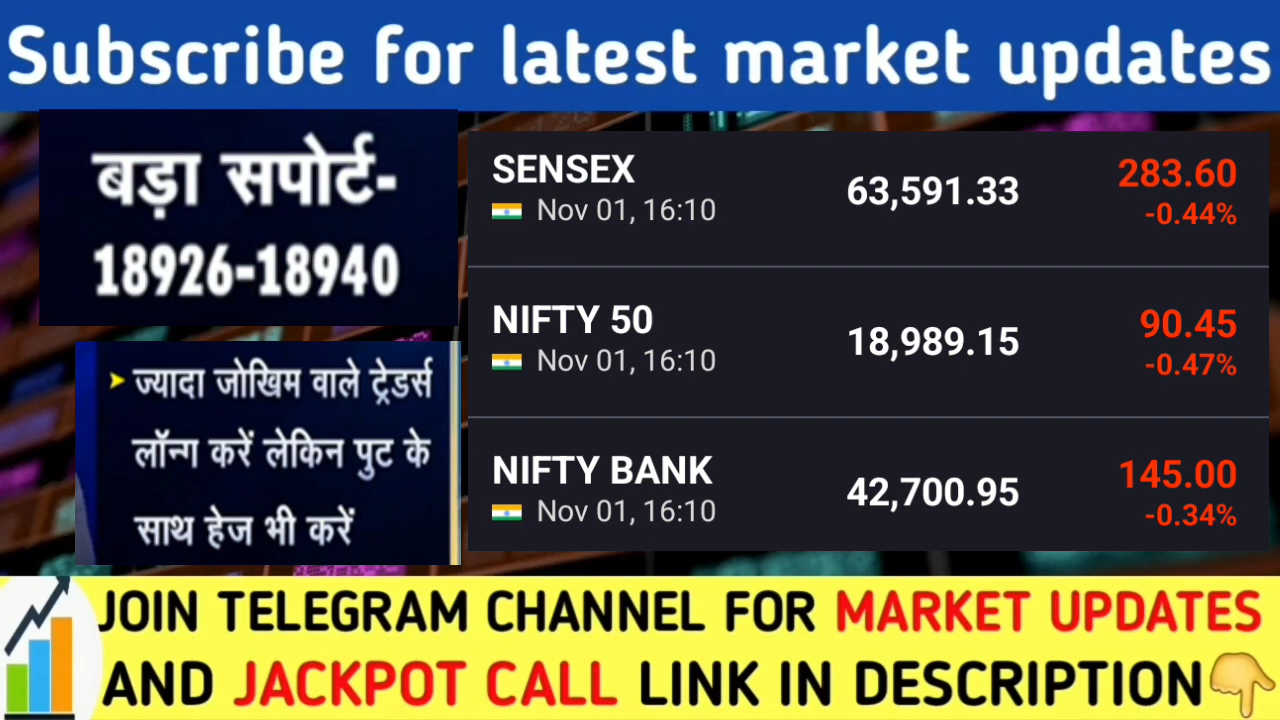 Subscribe for latest market updates
बड़ा सपोर्ट-
18926-18940
ज्यादा जोखिम वाले ट्रेडर्स
लॉन्ग करें लेकिन पुट के
साथ हेज भी करें
SENSEX 63,591.33 283.60
Nov 01, 16:10 -0.44%
NIFTY 50 18,989.15 90.45
Nov 01, 16:10 -0.47%
NIFTY BANK 42,700.95 145.00
Nov 01, 16:10 -0.34%
JOIN TELEGRAM CHANNEL FOR MARKET UPDATES
AND JACKPOT CALL LINK IN DESCRIPTION👇